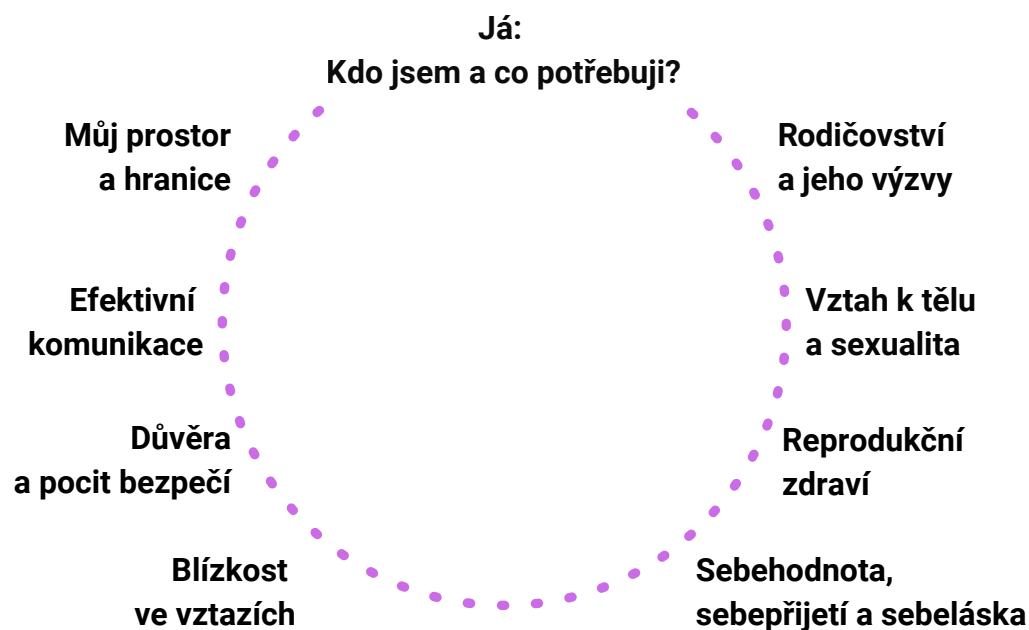 Já:
Kdo jsem a co potřebuji?
Můj prostor
a hranice
Rodičovství
a jeho výzvy
Efektivní
komunikace
Vztah k tělu
a sexualita
Důvěra
a pocit bezpečí
Reprodukční
zdraví
Blízkost
ve vztazích
Sebehodnota,
sebepřijetí a sebeláska